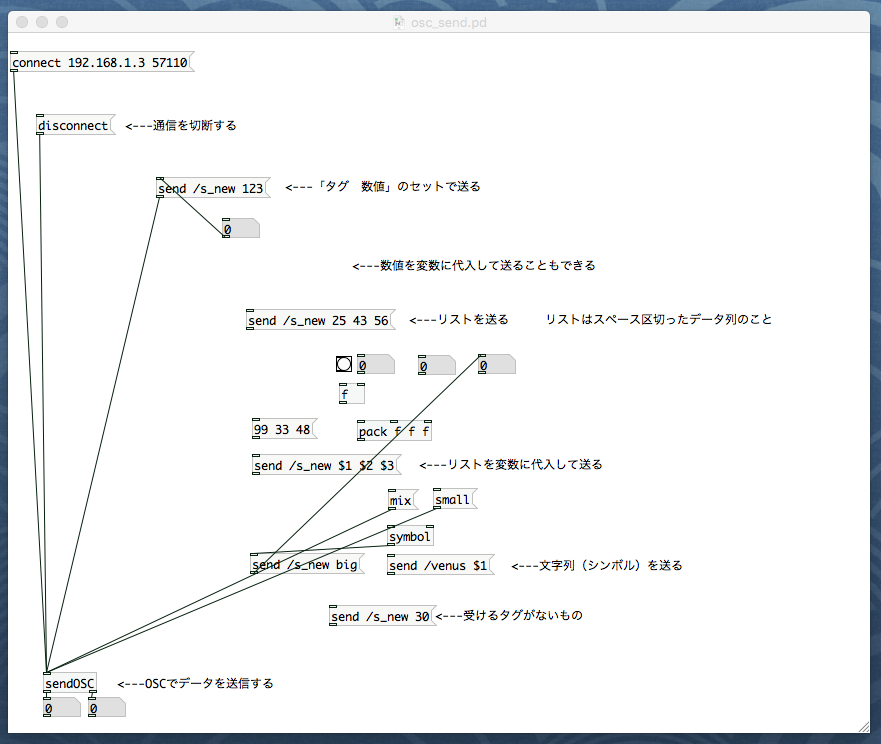 osc_send.pd
connect 192.168.1.3 57110
disconnect <---通信を切断する
send /s_new 123 <---「タグ　数値」のセットで送る
0
<---数値を変数に代入して送ることもできる
send /s_new 25 43 56 <---リストを送る　　リストはスペース区切ったデータ列のこと
0 0 0
f
99 33 48 pack f f f
send /s_new $1 $2 $3 <---リストを変数に代入して送る
mix small
symbol
send /s_new big send /venus $1 <---文字列（シンボル）を送る
send /s_new 30 <---受けるタグがないもの
sendOSC <---OSCでデータを送信する
0 0